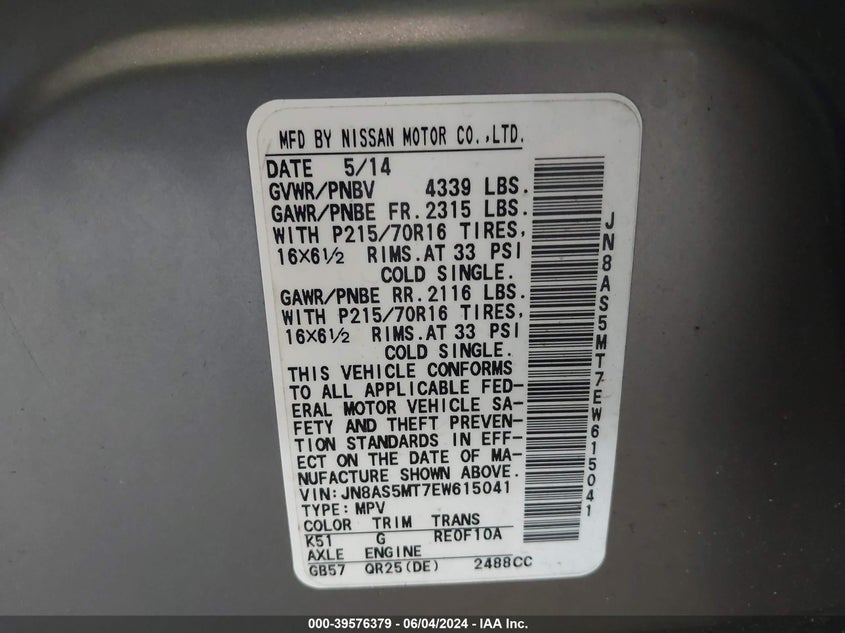 MFD BY NISSAN MOTOR CO.,LTD.
DATE 5/14
GVWR/PNBV 4339 LBS.
GAWR/PNBE FR.2315 LBS.
WITH P215/70R16 TIRES,
16X6½ RIMS.AT 33 PSI
COLD SINGLE.
GAWR/PNBE RR.2116 LBS.
WITH P215/70R16 TIRES,
16X6½ RIMS.AT 33 PSI
COLD SINGLE.
THIS VEHICLE CONFORMS
TO ALL APPLICABLE FED-
ERAL MOTOR VEHICLE SA-
FETY AND THEFT PREVEN-
TION STANDARDS IN EFF-
ECT ON THE DATE OF MA-
NUFACTURE SHOWN ABOVE.
VIN:JN8AS5MT7EW615041
TYPE:MPV
COLOR TRIM TRANS
K51 G RE0F10A
AXLE ENGINE
GB57 QR25(DE) 2488CC
JN8AS5MT7EW615041
000-39576379 - 06/04/2024 - IAA Inc.